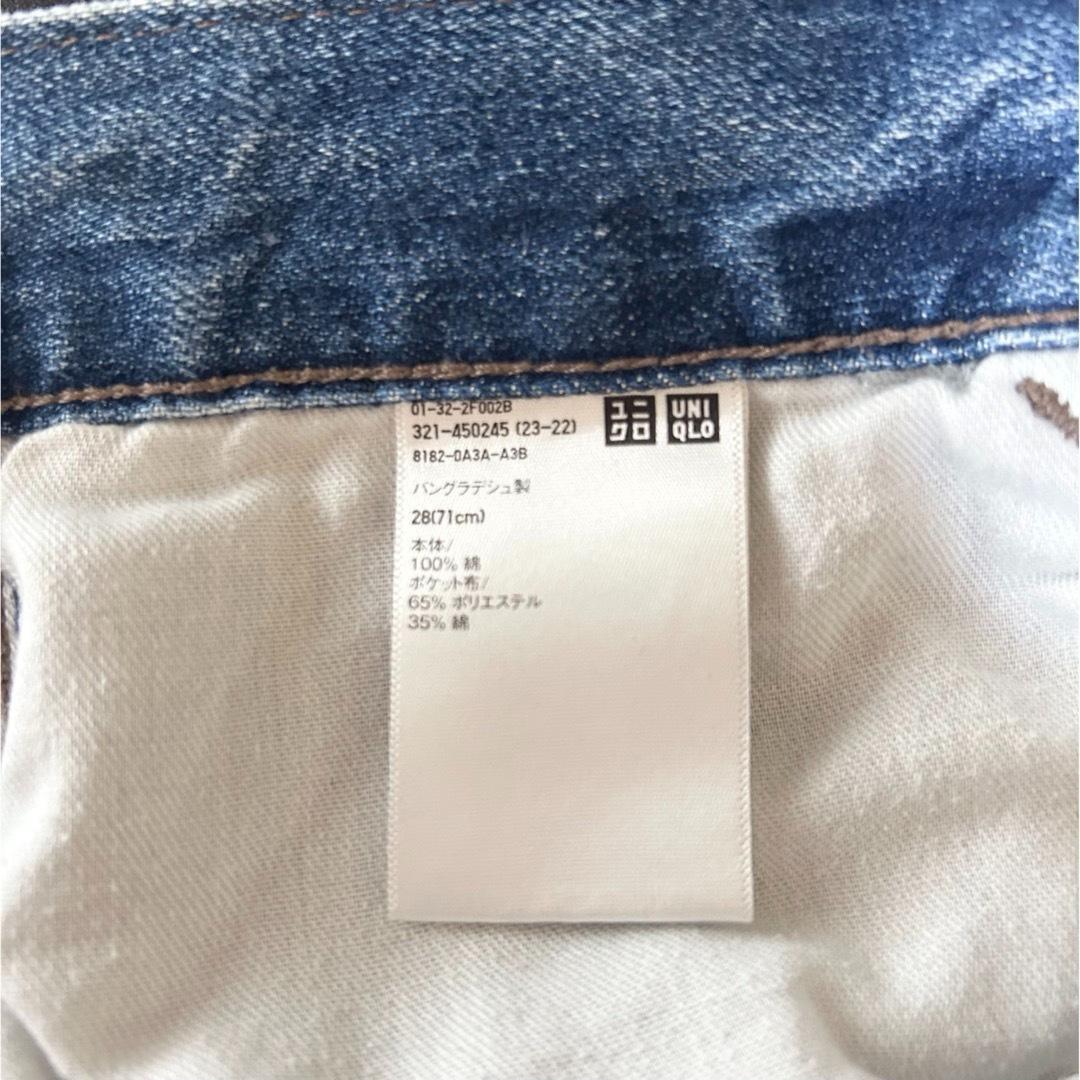 01-32-2F002B
321-450245 (23-22)
8182-0A3A-A3B
ユニクロ
UNIQLO
バングラデシュ製
28(71cm)
本体/
100% 綿
ポケット布/
65% ポリエステル
35% 綿